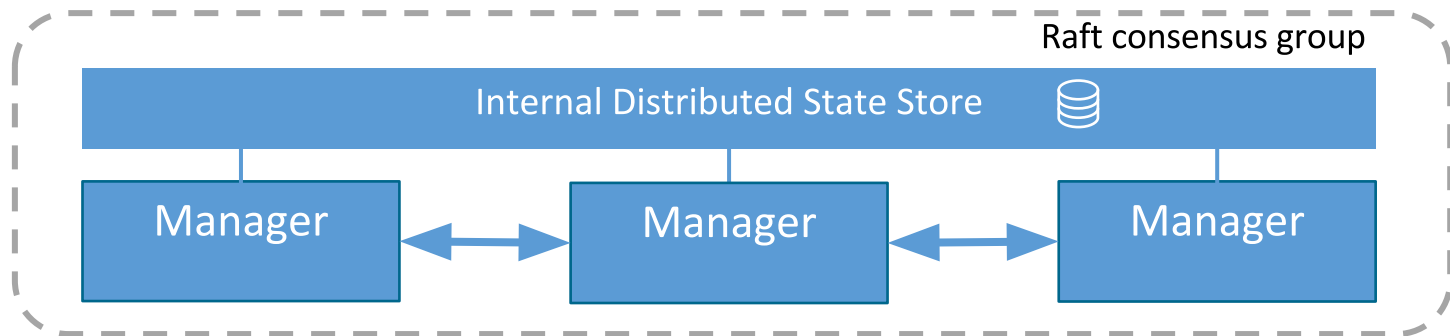 Raft consensus group
Internal Distributed State Store
Manager
Manager
Manager